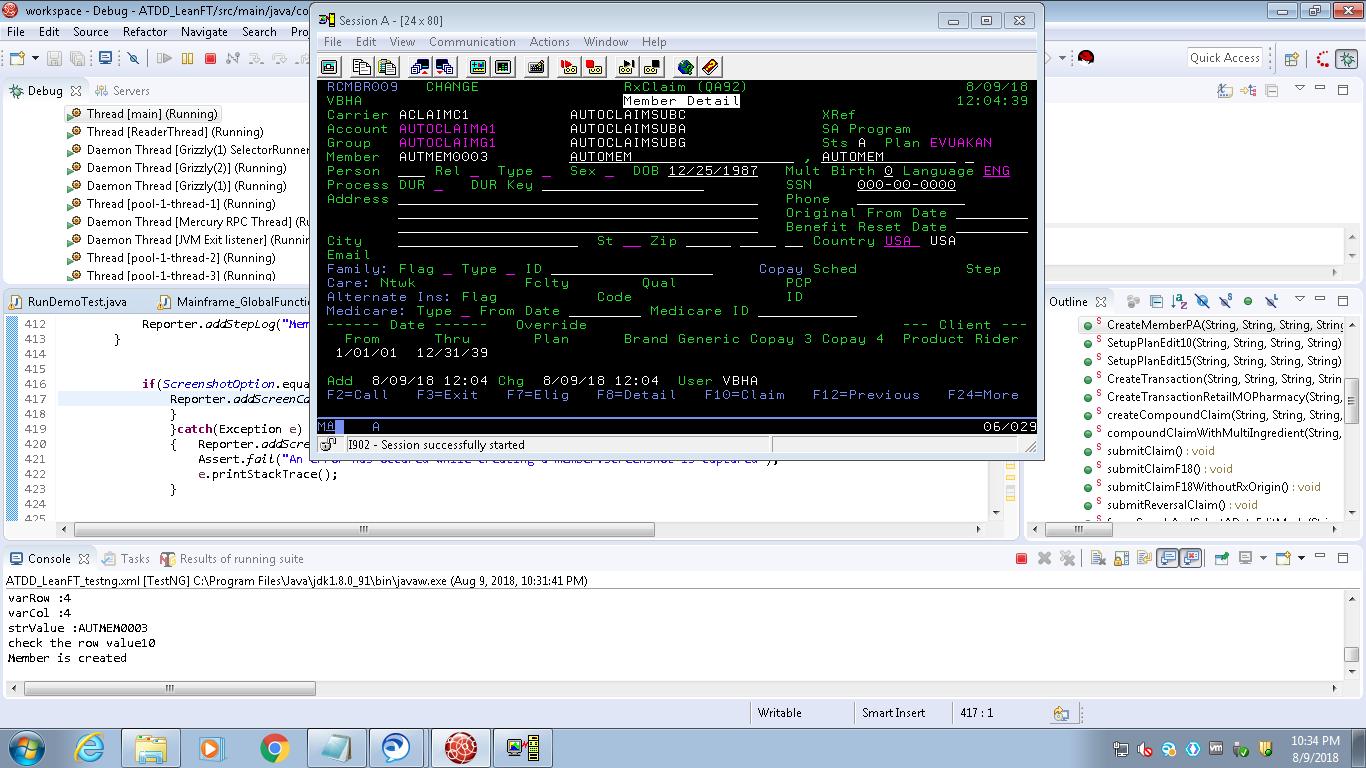 workspace - Debug - ATDD_LeanFT/src/main/java/co
File Edit Source Refactor Navigate Search
Quick Access
Debug Servers
Thread [main] (Running)
Thread [ReaderThread] (Running)
Daemon Thread [Grizzly(1) SelectorRunner
Daemon Thread [Grizzly(2)] (Running)
Daemon Thread [Grizzly(1)] (Running)
Thread [pool-1-thread-1] (Running)
Daemon Thread [Mercury RPC Thread] (Runn
Daemon Thread [JVM Exit listener] (Runnin
Thread [pool-1-thread-2] (Running)
Thread [pool-1-thread-3] (Running)
Session A - [24 x 80]
File Edit View Communication Actions Window Help
RCMBR009 CHANGE RxClaim (QA92) 8/09/18
VBHA Member Detail 12:04:39
Carrier ACLAIMC1 AUTOCLAIMSUBC XRef
Account AUTOCLAIMA1 AUTOCLAIMSUBA SA Program
Group AUTOCLAIMG1 AUTOCLAIMSUBG Sts A Plan EVUAKAN
Member AUTMEM0003 AUTOMEM , AUTOMEM
Person Rel Type Sex DOB 12/25/1987 Mult Birth 0 Language ENG
Process DUR DUR Key SSN 000-00-0000
Address Phone
Original From Date
Benefit Reset Date
City St Zip Country USA USA
Email
Family: Flag Type ID Copay Sched Step
Care: Ntwk Fclty Qual PCP
Alternate Ins: Flag Code ID
Medicare: Type From Date Medicare ID
------ Date ------ Override --- Client ---
From Thru Plan Brand Generic Copay 3 Copay 4 Product Rider
1/01/01 12/31/39
Add 8/09/18 12:04 Chg 8/09/18 12:04 User VBHA
F2=Call F3=Exit F7=Elig F8=Detail F10=Claim F12=Previous F24=More
MA A 06/029
I902 - Session successfully started
RunDemoTest.java Mainframe_GlobalFuncti
412 Reporter.addStepLog("Mem
413 }
414
415
416 if(ScreenshotOption.equa
417 Reporter.addScreenCa
418 }
419 }catch(Exception e)
420 { Reporter.addScre
421 Assert.fail("An error has occured while creating a member.Screenshot is captured");
422 e.printStackTrace();
423 }
424
425
Outline
CreateMemberPA(String, String, String, String
SetupPlanEdit10(String, String, String)
SetupPlanEdit15(String, String, String)
CreateTransaction(String, String, String
CreateTransactionRetailMOPharmacy(String,
createCompoundClaim(String, String, String
compoundClaimWithMultiIngredient(String,
submitClaim() : void
submitClaimF18() : void
submitClaimF18WithoutRxOrigin() : void
submitReversalClaim() : void
Console Tasks Results of running suite
ATDD_LeanFT_testng.xml [TestNG] C:\Program Files\Java\jdk1.8.0_91\bin\javaw.exe (Aug 9, 2018, 10:31:41 PM)
varRow :4
varCol :4
strValue :AUTMEM0003
check the row value10
Member is created
Writable Smart Insert 417 : 1
10:34 PM
8/9/2018